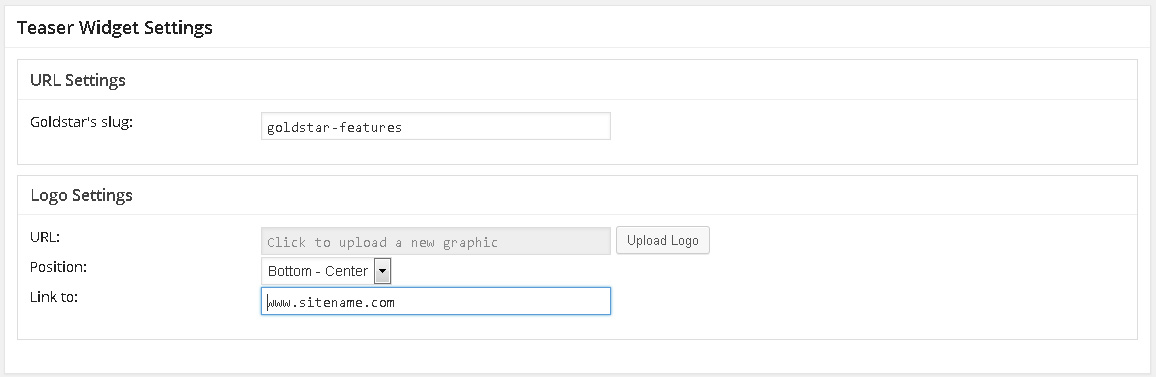 Teaser Widget Settings
URL Settings
Goldstar's slug: goldstar-features
Logo Settings
URL: Click to upload a new graphic Upload Logo
Position: Bottom - Center
Link to: www.sitename.com